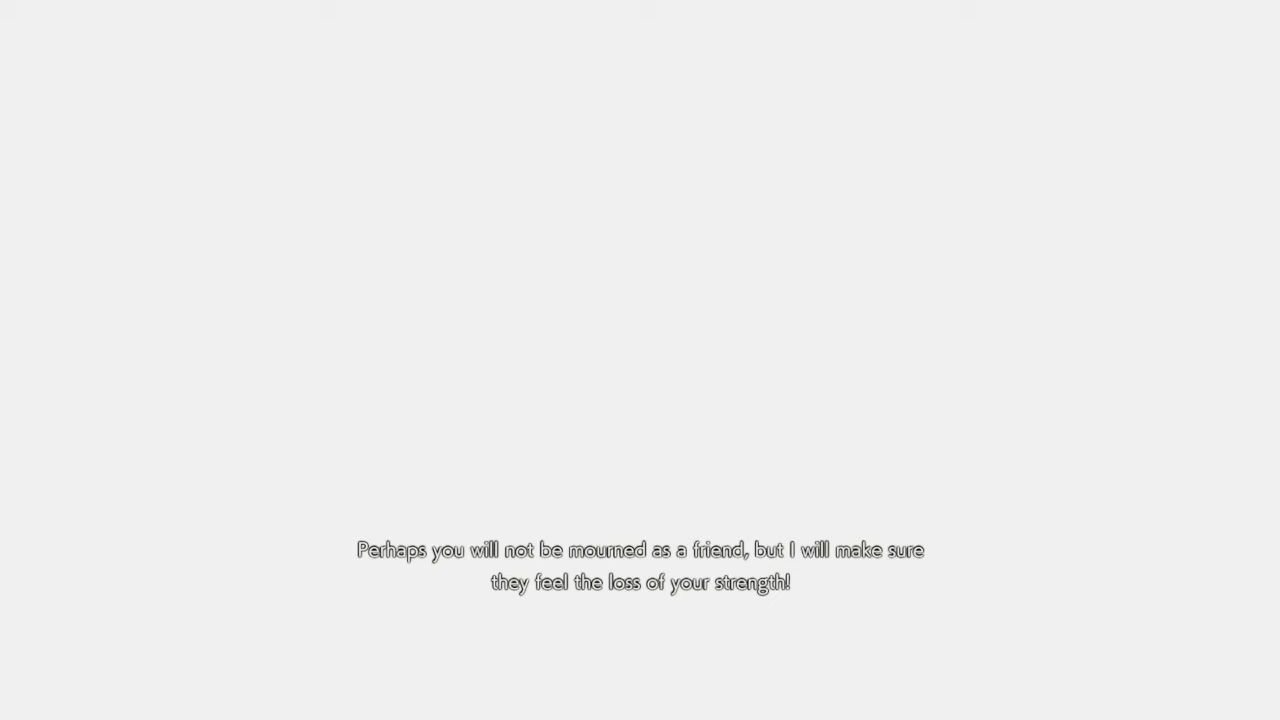 Perhaps you will not be mourned as a friend, but I will make sure
they feel the loss of your strength!